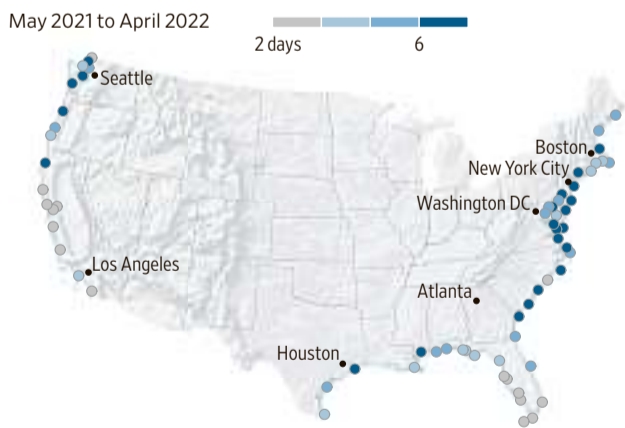 May 2021 to April 2022
2 days
6
Seattle
Boston
New York City
Washington DC
Los Angeles
Atlanta
Houston